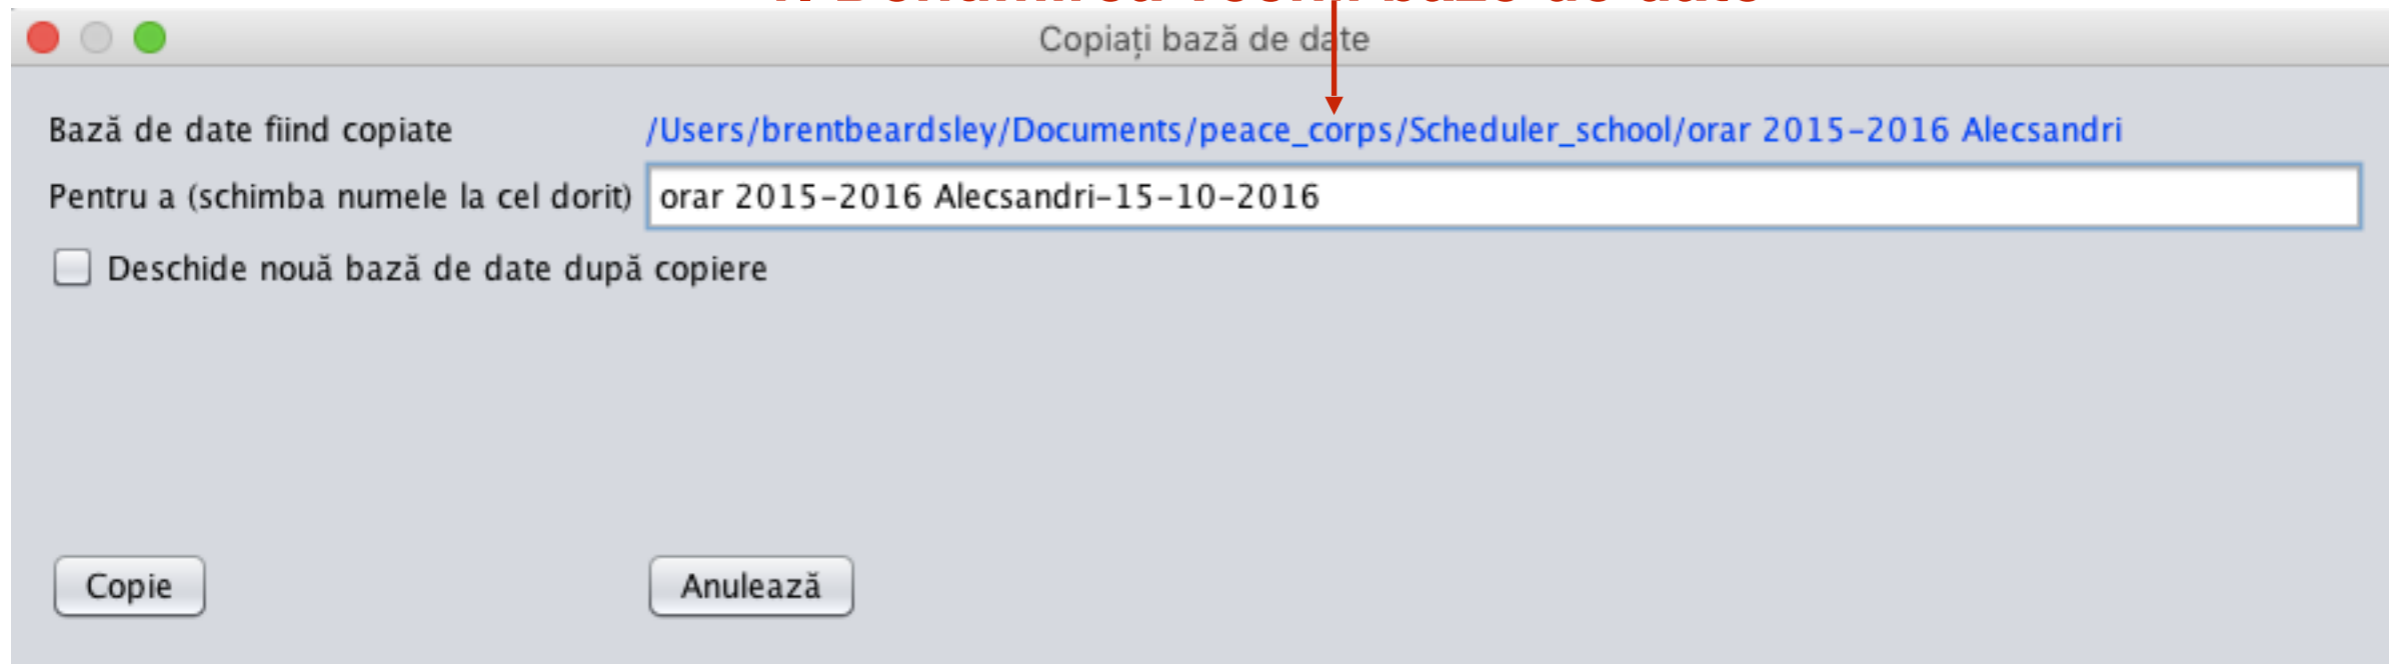 Copiați bază de date
Bază de date fiind copiate /Users/brentbeardsley/Documents/peace_corps/Scheduler_school/orar 2015-2016 Alecsandri
Pentru a (schimba numele la cel dorit) orar 2015-2016 Alecsandri-15-10-2016
Deschide nouă bază de date după copiere
Copie Anulează